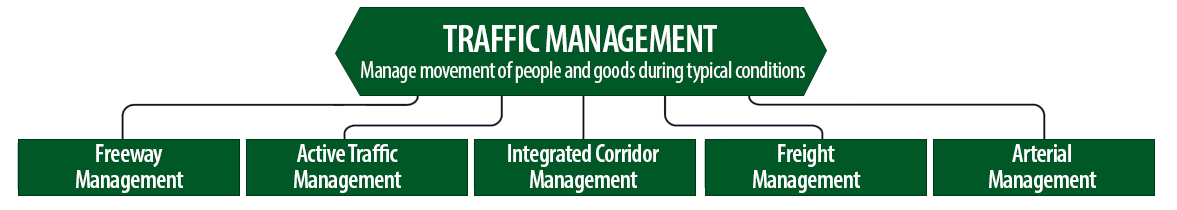 TRAFFIC MANAGEMENT
Manage movement of people and goods during typical conditions
Freeway
Management
Active Traffic
Management
Integrated Corridor
Management
Freight
Management
Arterial
Management